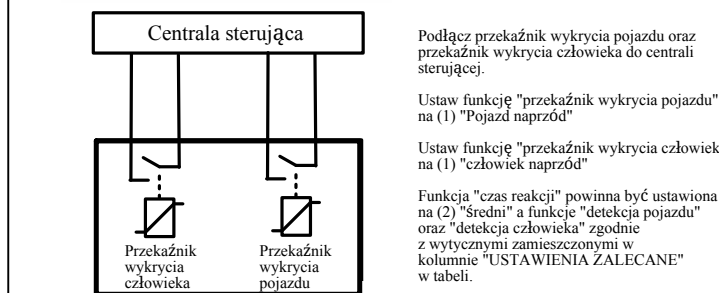 Centrala sterująca
Przekaźnik
wykrycia
człowieka
Przekaźnik
wykrycia
pojazdu
Podłącz przekaźnik wykrycia pojazdu oraz
przekaźnik wykrycia człowieka do centrali
sterującej.
Ustaw funkcję "przekaźnik wykrycia pojazdu"
na (1) "Pojazd naprzód"
Ustaw funkcję "przekaźnik wykrycia człowiek
na (1) "człowiek naprzód"
Funkcja "czas reakcji" powinna być ustawiona
na (2) "średni" a funkcje "detekcja pojazdu"
oraz "detekcja człowieka" zgodnie
z wytycznymi zamieszczonymi w
kolumnie "USTAWIENIA ZALECANE"
w tabeli.